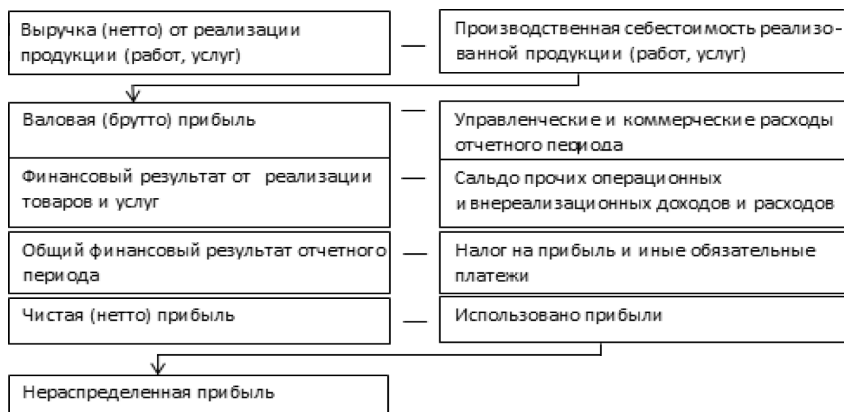 Выручка (нетто) от реализации
продукции (работ, услуг)
—
Производственная себестоимость реализо-
ванной продукции (работ, услуг)
Валовая (брутто) прибыль
—
Управленческие и коммерческие расходы
отчетного периода
Финансовый результат от реализации
товаров и услуг
—
Сальдо прочих операционных
и внереализационных доходов и расходов
Общий финансовый результат отчетного
периода
—
Налог на прибыль и иные обязательные
платежи
Чистая (нетто) прибыль
—
Использовано прибыли
Нераспределенная прибыль